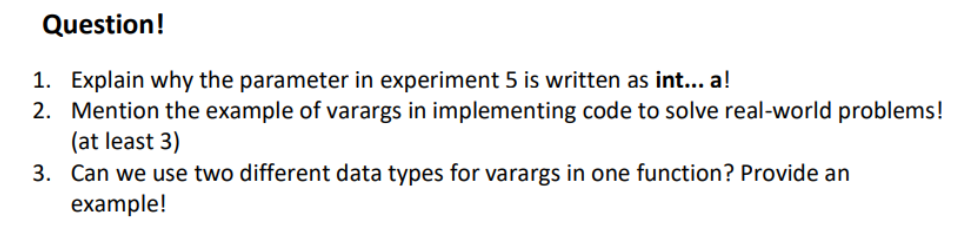 Question!
1. Explain why the parameter in experiment 5 is written as int... a!
2. Mention the example of varargs in implementing code to solve real-world problems!
(at least 3)
3. Can we use two different data types for varargs in one function? Provide an
example!